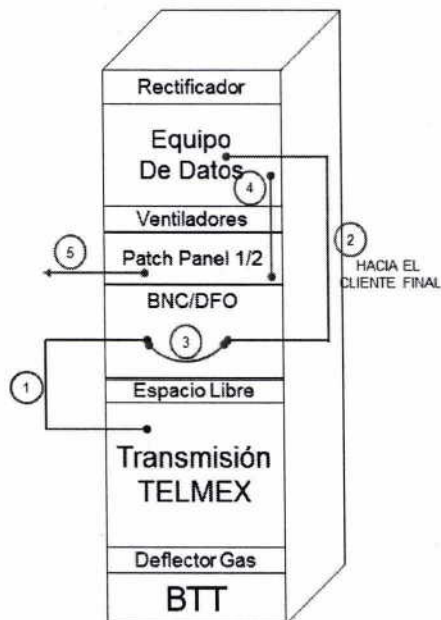 Rectificador
Equipo
De Datos
4
Ventiladores
5
Patch Panel 1/2
2
HACIA EL
CLIENTE FINAL
BNC/DFO
3
1
Espacio Libre
Transmisión
TELMEX
Deflector Gas
BTT